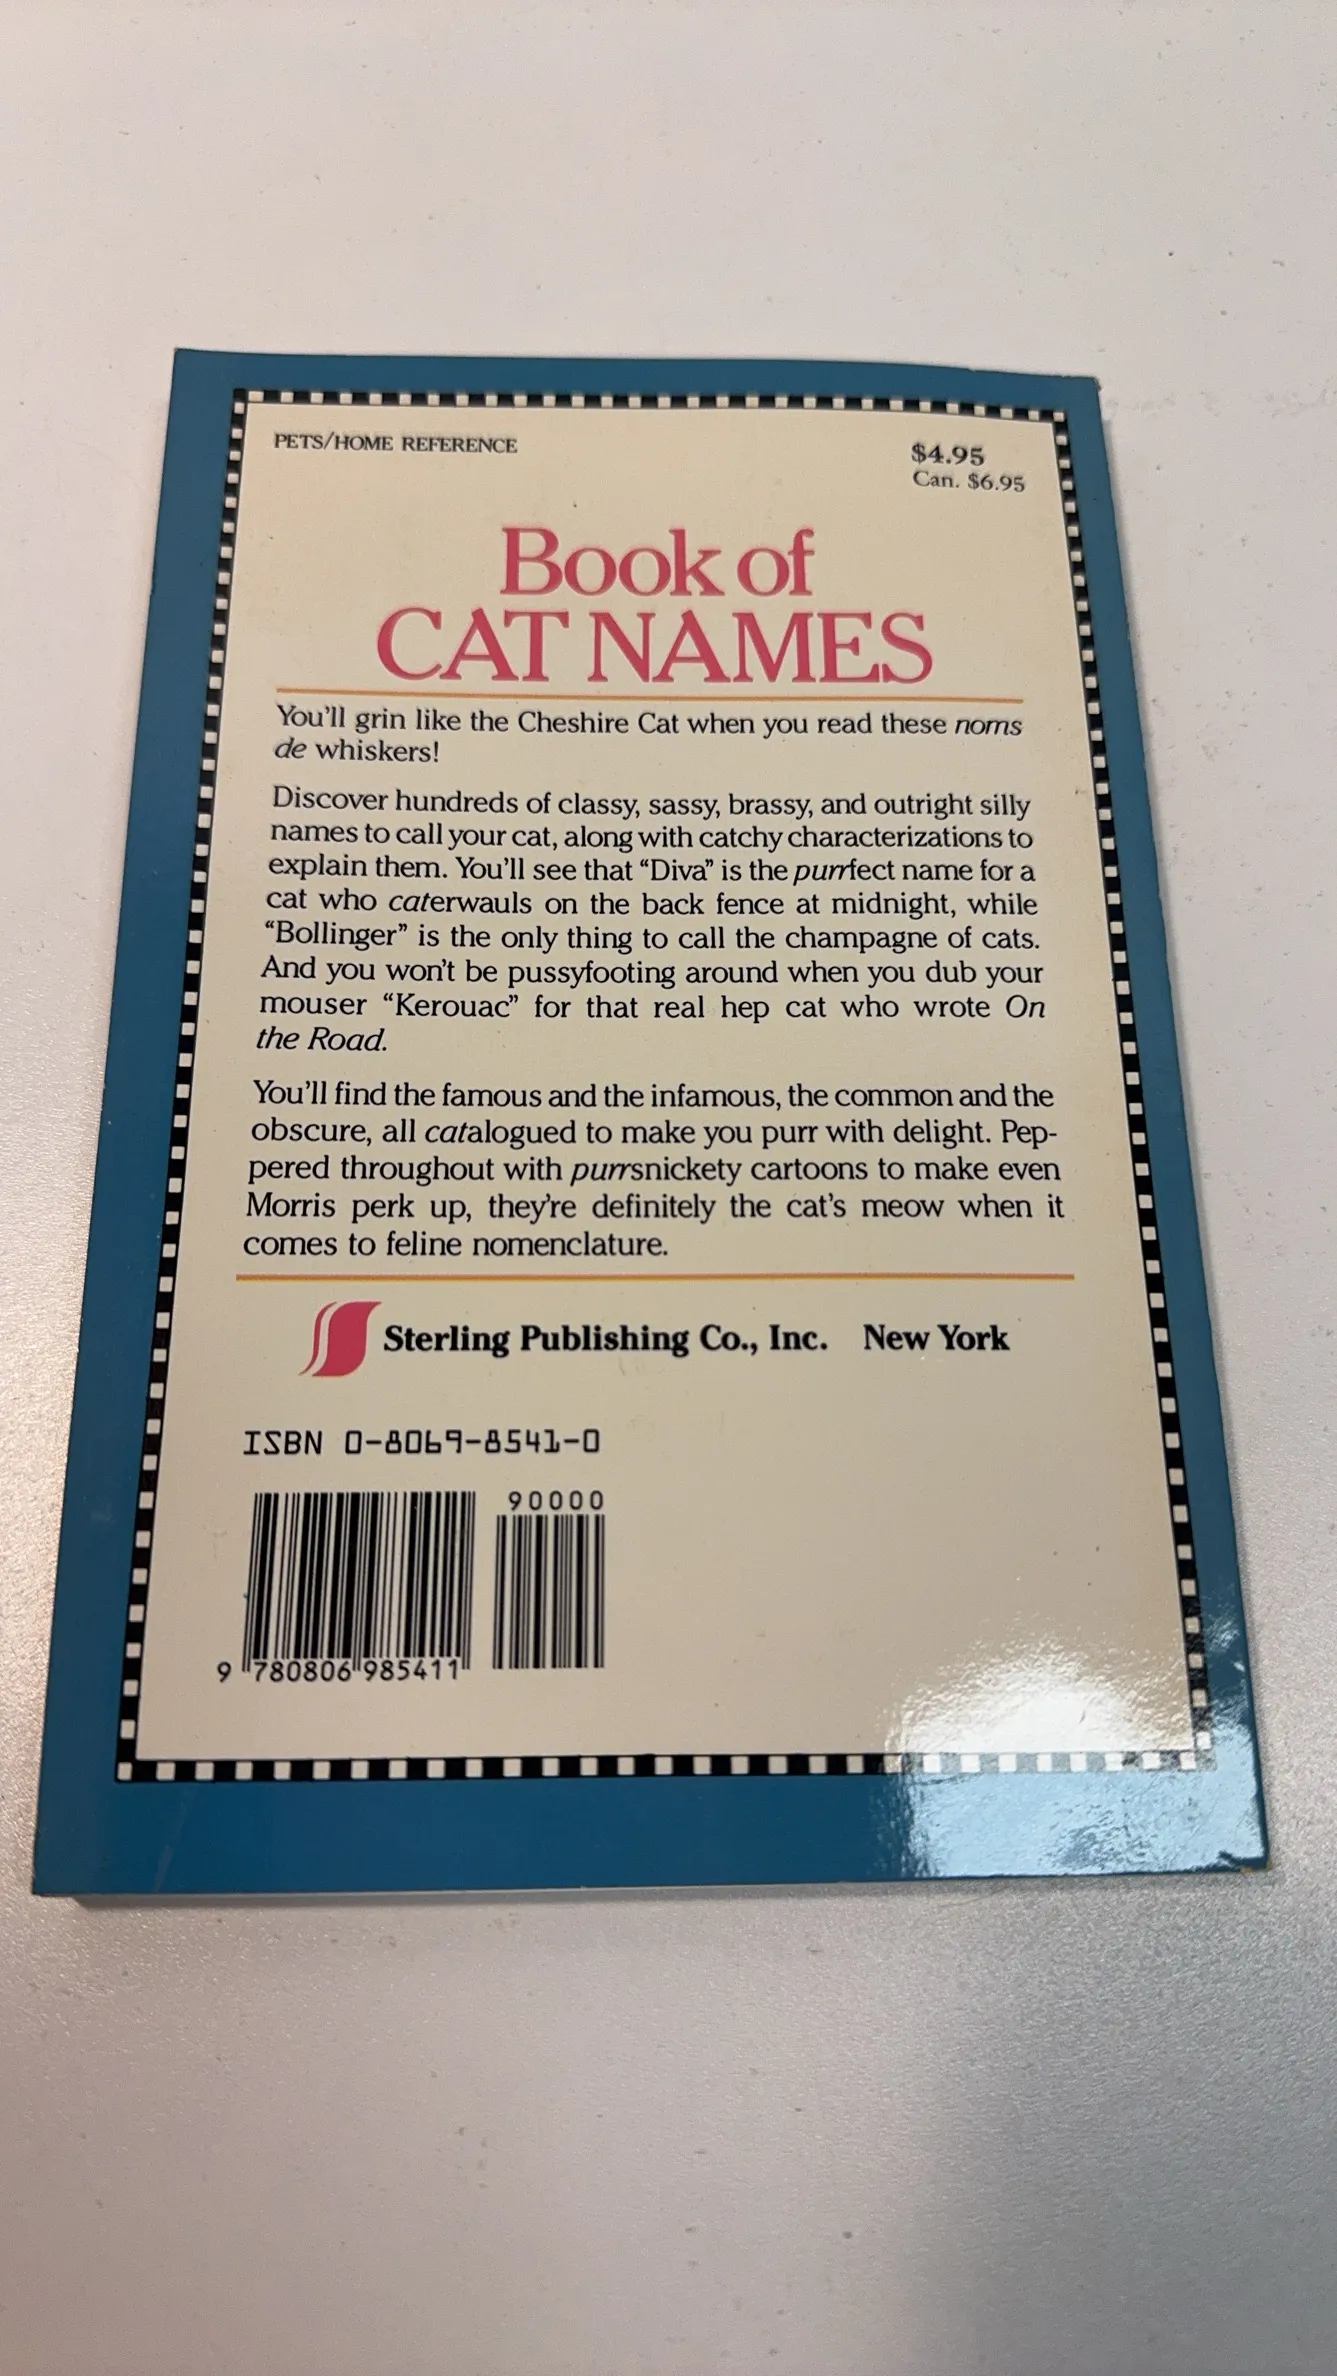 PETS/HOME REFERENCE
$4.95
Can. $6.95
Book of
CAT NAMES
You'll grin like the Cheshire Cat when you read these noms
de whiskers!
Discover hundreds of classy, sassy, brassy, and outright silly
names to call your cat, along with catchy characterizations to
explain them. You'll see that “Diva” is the purrfect name for a
cat who caterwauls on the back fence at midnight, while
“Bollinger” is the only thing to call the champagne of cats.
And you won't be pussyfooting around when you dub your
mouser “Kerouac” for that real hep cat who wrote On
the Road.
You'll find the famous and the infamous, the common and the
obscure, all catalogued to make you purr with delight. Pep-
pered throughout with purrsnickety cartoons to make even
Morris perk up, they're definitely the cat's meow when it
comes to feline nomenclature.
Sterling Publishing Co., Inc. New York
ISBN 0-8069-8541-0
90000
9 780806 985411